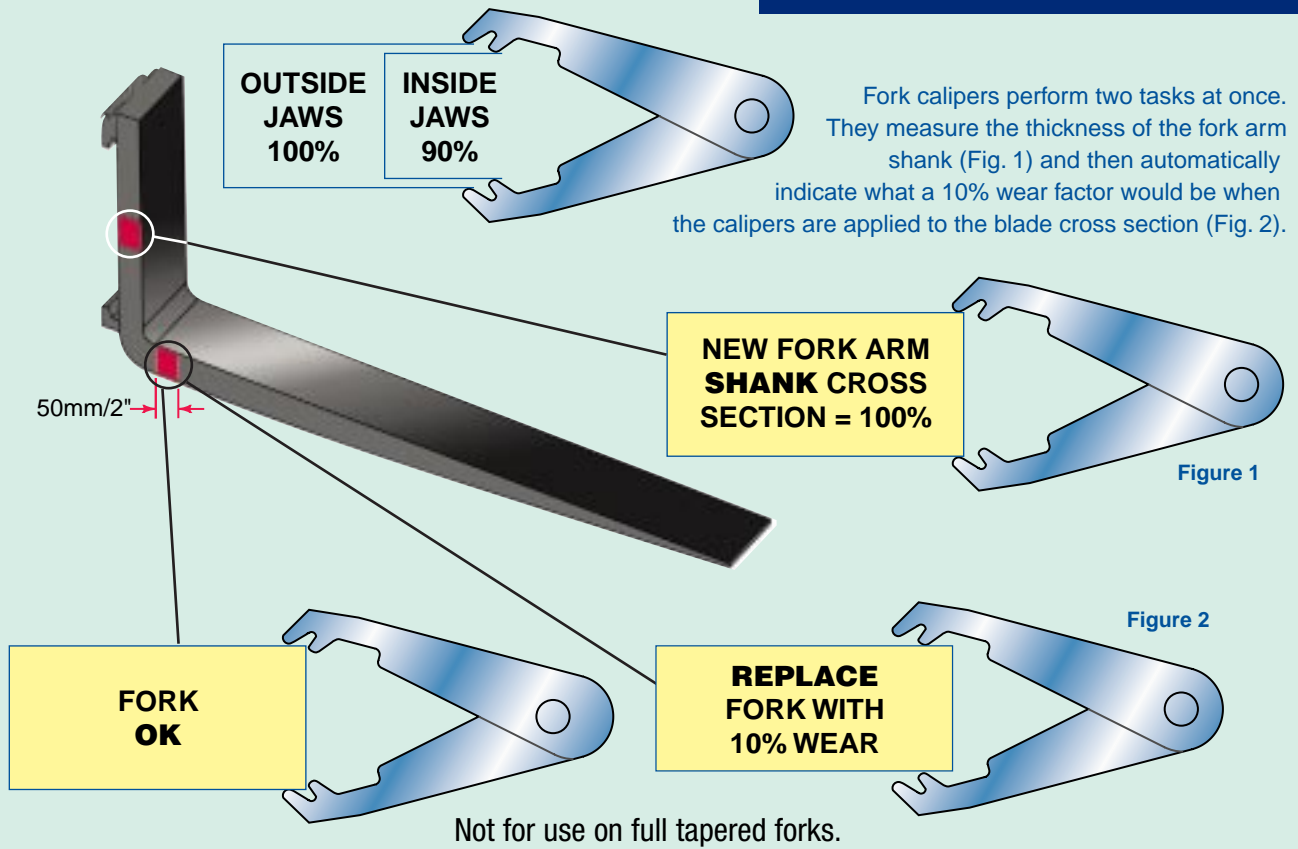 OUTSIDE
JAWS
100%
INSIDE
JAWS
90%
Fork calipers perform two tasks at once.
They measure the thickness of the fork arm
shank (Fig. 1) and then automatically
indicate what a 10% wear factor would be when
the calipers are applied to the blade cross section (Fig. 2).
NEW FORK ARM
SHANK CROSS
SECTION = 100%
Figure 1
50mm/2"
Figure 2
FORK
OK
REPLACE
FORK WITH
10% WEAR
Not for use on full tapered forks.